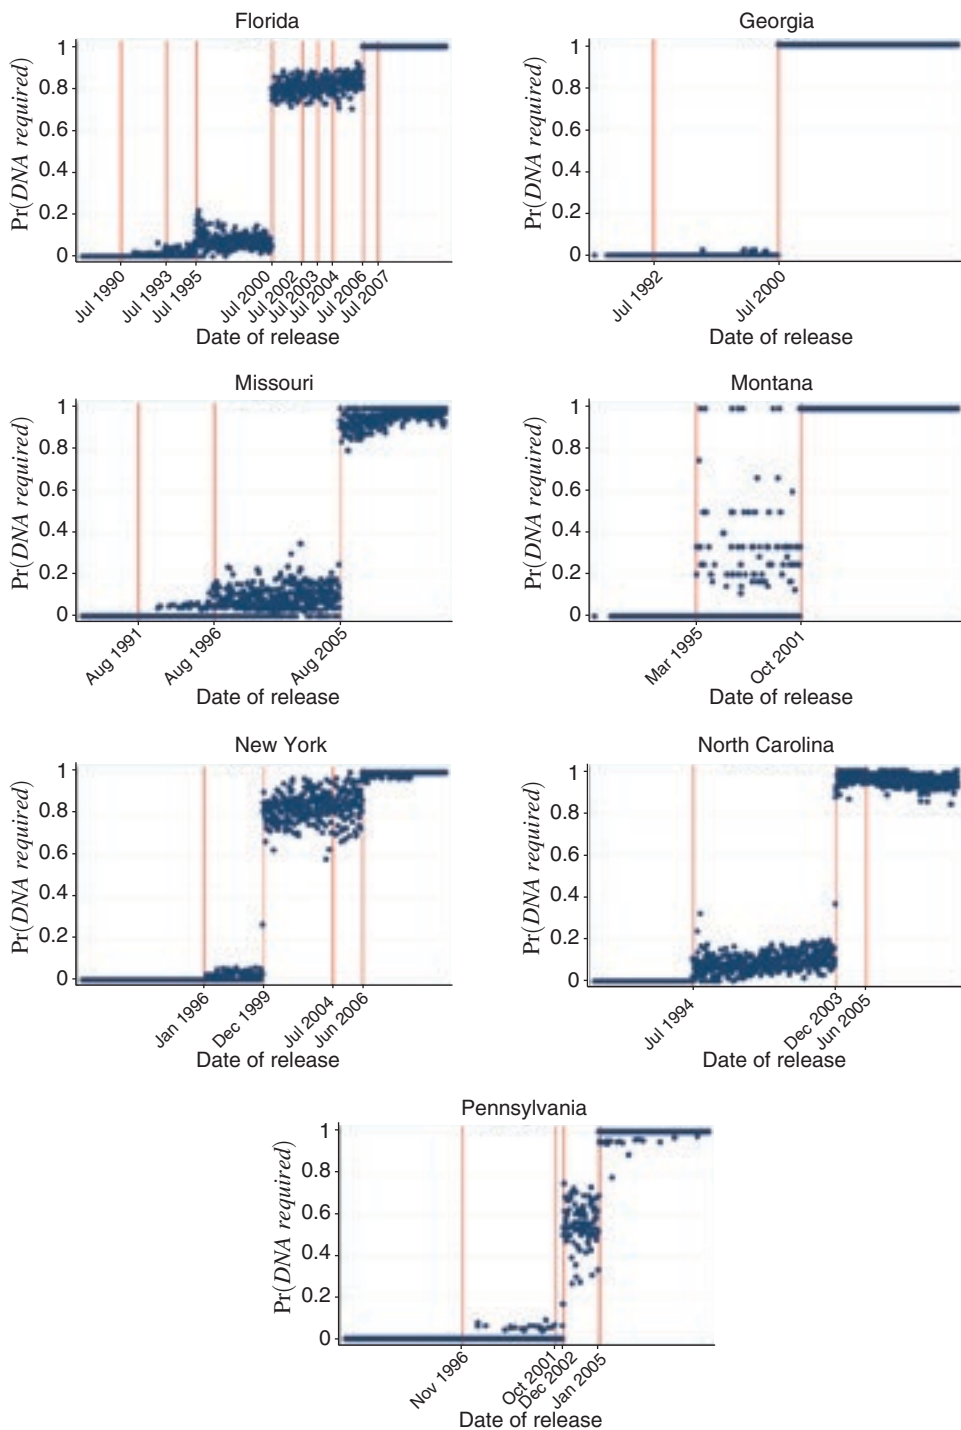 Florida
Pr(DNA required)
1
0.8
0.6
0.4
0.2
0
Jul 1990
Jul 1993
Jul 1995
Jul 2000
Jul 2002
Jul 2003
Jul 2004
Jul 2006
Jul 2007
Date of release
Georgia
Pr(DNA required)
1
0.8
0.6
0.4
0.2
0
Jul 1992
Jul 2000
Date of release
Missouri
Pr(DNA required)
1
0.8
0.6
0.4
0.2
0
Aug 1991
Aug 1996
Aug 2005
Date of release
Montana
Pr(DNA required)
1
0.8
0.6
0.4
0.2
0
Mar 1995
Oct 2001
Date of release
New York
Pr(DNA required)
1
0.8
0.6
0.4
0.2
0
Jan 1996
Dec 1999
Jul 2004
Jun 2006
Date of release
North Carolina
Pr(DNA required)
1
0.8
0.6
0.4
0.2
0
Jul 1994
Dec 2003
Jun 2005
Date of release
Pennsylvania
Pr(DNA required)
1
0.8
0.6
0.4
0.2
0
Nov 1996
Oct 2001
Dec 2002
Jan 2005
Date of release